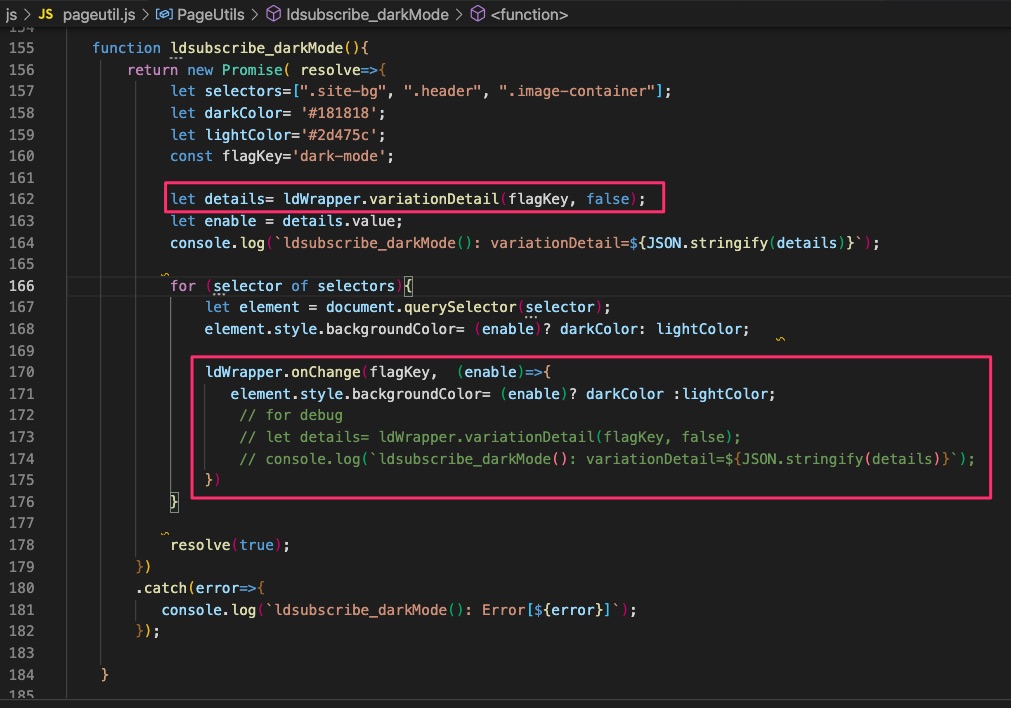 js > JS pageutil.js > PageUtils > ldsubscribe_darkMode > <function>
154
155 function ldsubscribe_darkMode(){
156 return new Promise( resolve=>{
157 let selectors=[".site-bg", ".header", ".image-container"];
158 let darkColor= '#181818';
159 let lightColor='#2d475c';
160 const flagKey='dark-mode';
161
162 let details= ldWrapper.variationDetail(flagKey, false);
163 let enable = details.value;
164 console.log(`ldsubscribe_darkMode(): variationDetail=${JSON.stringify(details)}`);
165
166 for (selector of selectors){
167 let element = document.querySelector(selector);
168 element.style.backgroundColor= (enable)? darkColor: lightColor;
169
170 ldWrapper.onChange(flagKey, (enable)=>{
171 element.style.backgroundColor= (enable)? darkColor :lightColor;
172 // for debug
173 // let details= ldWrapper.variationDetail(flagKey, false);
174 // console.log(`ldsubscribe_darkMode(): variationDetail=${JSON.stringify(details)}`);
175 })
176 }
177
178 resolve(true);
179 })
180 .catch(error=>{
181 console.log(`ldsubscribe_darkMode(): Error[${error}]`);
182 });
183
184 }
185